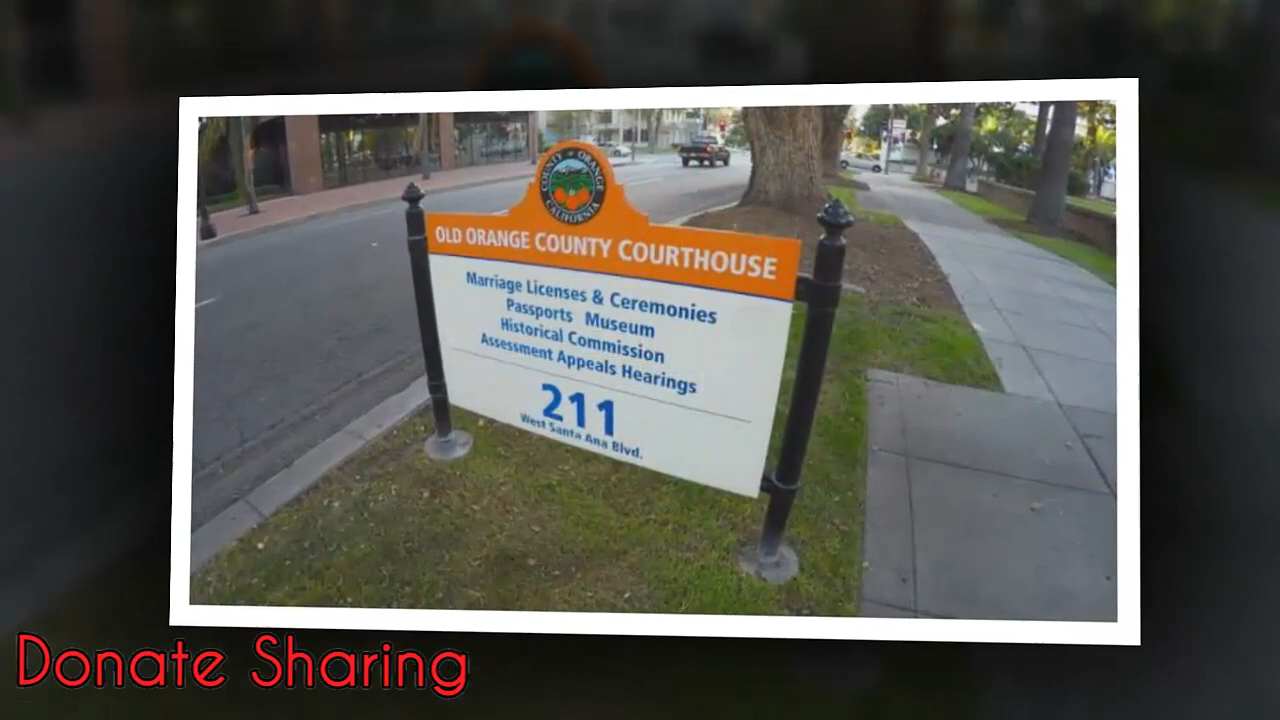 COUNTY • ORANGE
CALIFORNIA
OLD ORANGE COUNTY COURTHOUSE
Marriage Licenses & Ceremonies
Passports Museum
Historical Commission
Assessment Appeals Hearings
211
West Santa Ana Blvd.
Donate Sharing